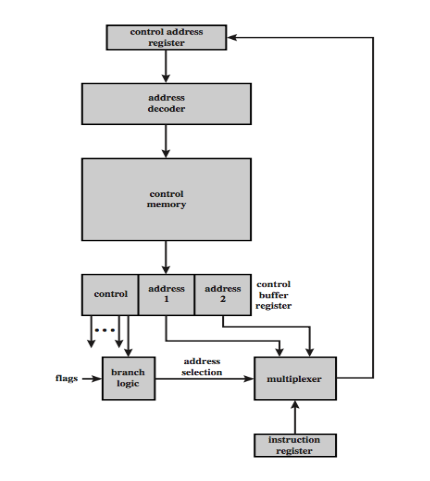 control address
register
address
decoder
control
memory
control
address
1
address
2
control
buffer
register
flags
branch
logic
address
selection
multiplexer
instruction
register